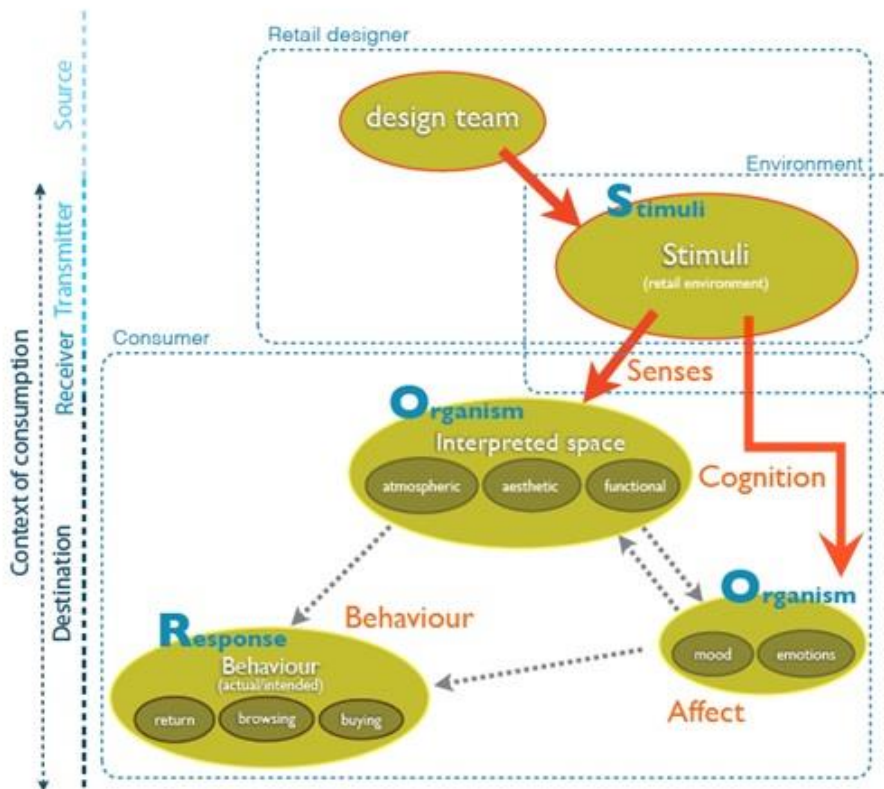 Retail designer
design team
Environment
Stimuli
Stimuli
(retail environment)
Consumer
Senses
Organism
Interpreted space
atmospheric
aesthetic
functional
Cognition
Organism
mood
emotions
Affect
Behaviour
Response
Behaviour
(actual/intended)
return
browsing
buying
Source
Transmitter
Receiver
Destination
Context of consumption